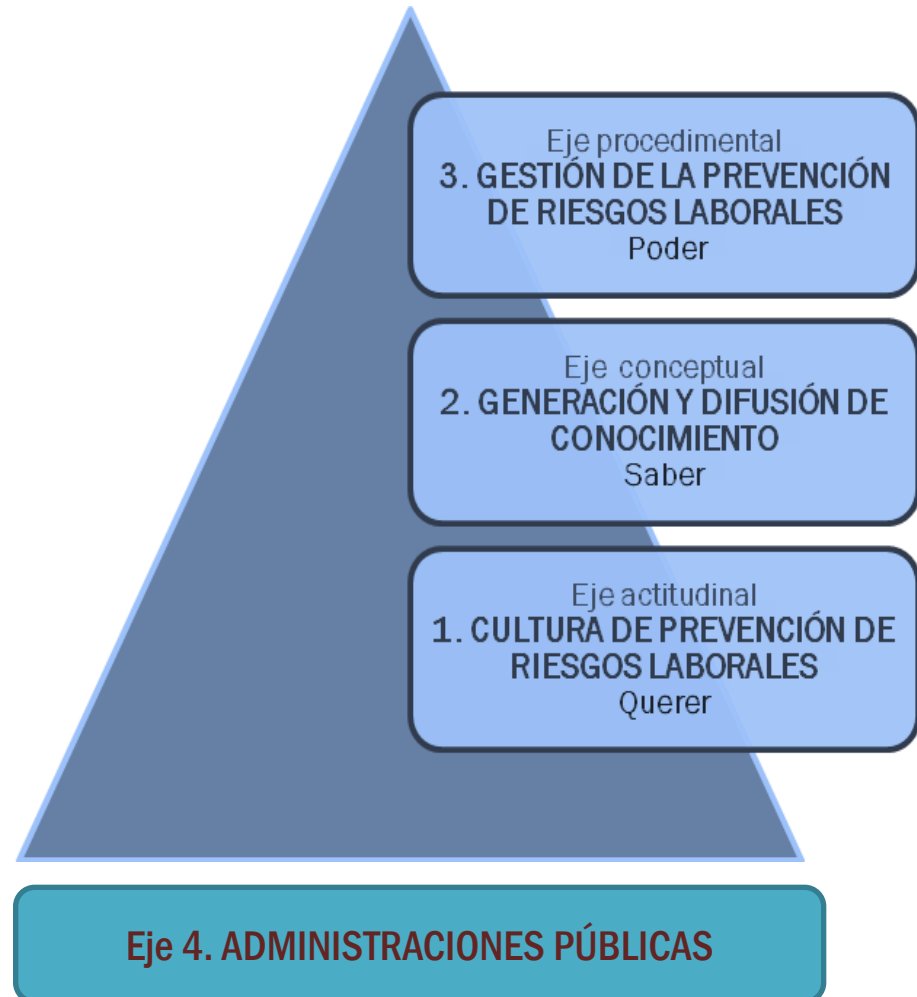 Eje procedimental
3. GESTIÓN DE LA PREVENCIÓN
DE RIESGOS LABORALES
Poder
Eje conceptual
2. GENERACIÓN Y DIFUSIÓN DE
CONOCIMIENTO
Saber
Eje actitudinal
1. CULTURA DE PREVENCIÓN DE
RIESGOS LABORALES
Querer
Eje 4. ADMINISTRACIONES PÚBLICAS